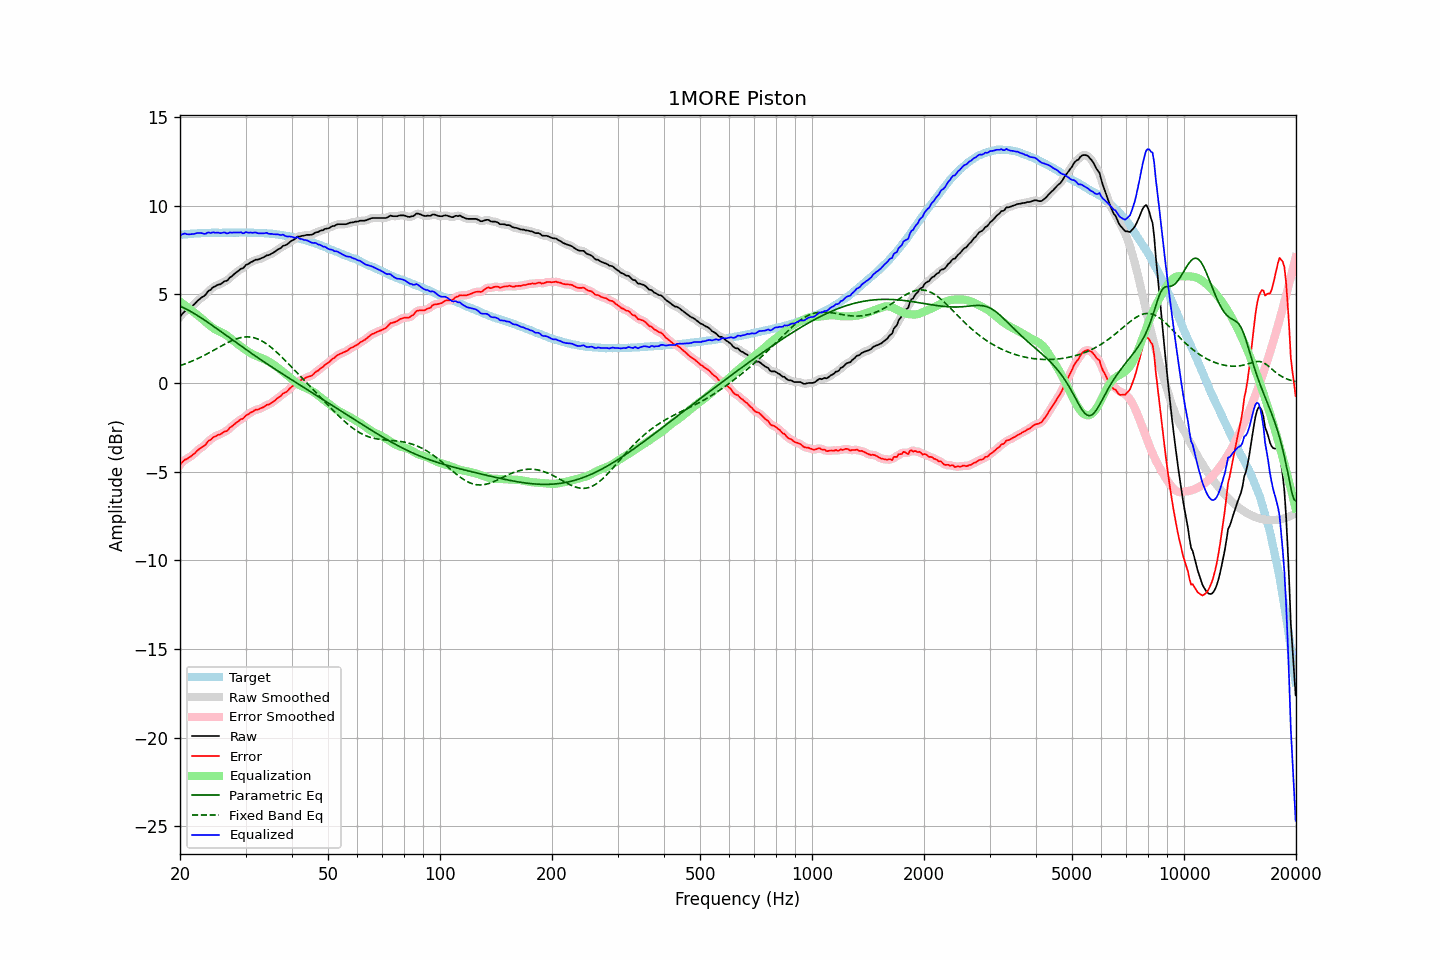 1MORE Piston
15
10
5
0
−5
−10
−15
−20
−25
Amplitude (dBr)
Target
Raw Smoothed
Error Smoothed
Raw
Error
Equalization
Parametric Eq
Fixed Band Eq
Equalized
20 50 100 200 500 1000 2000 5000 10000 20000
Frequency (Hz)